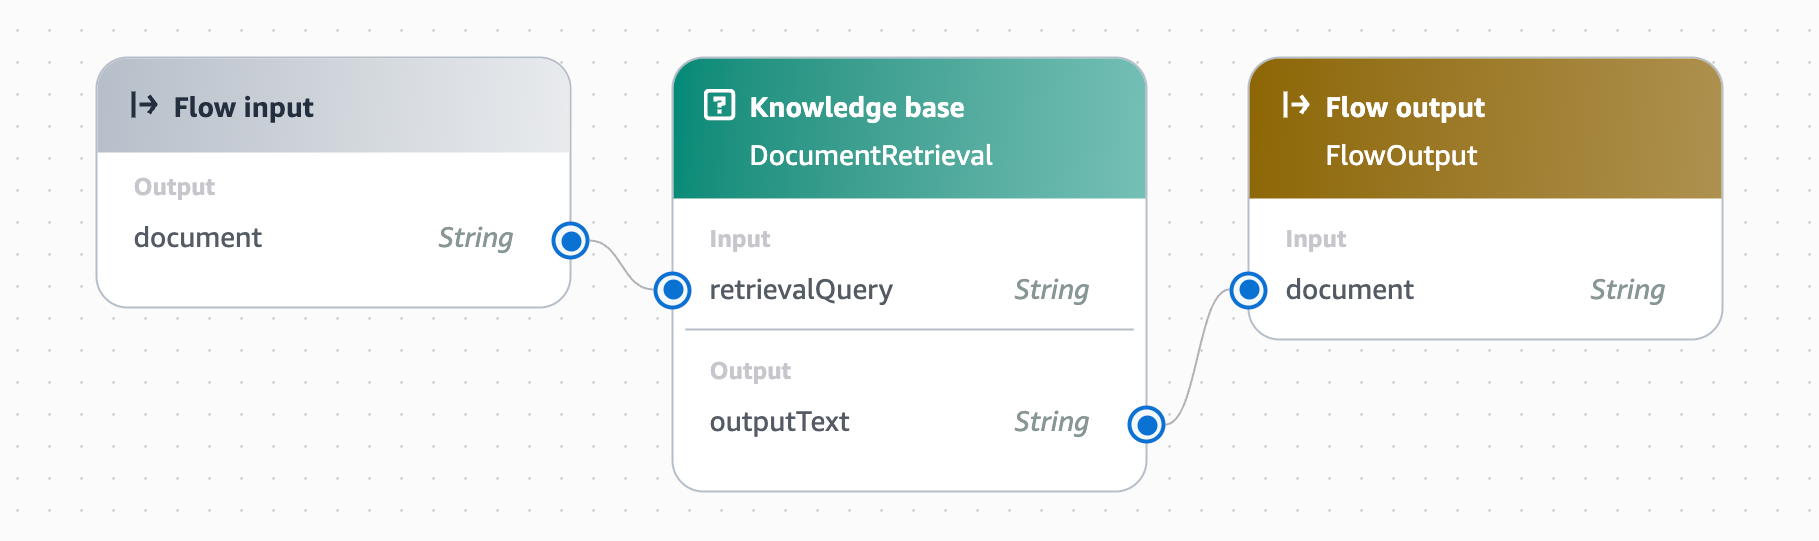 Flow input
Output
document String
Knowledge base
DocumentRetrieval
Input
retrievalQuery String
Output
outputText String
Flow output
FlowOutput
Input
document String